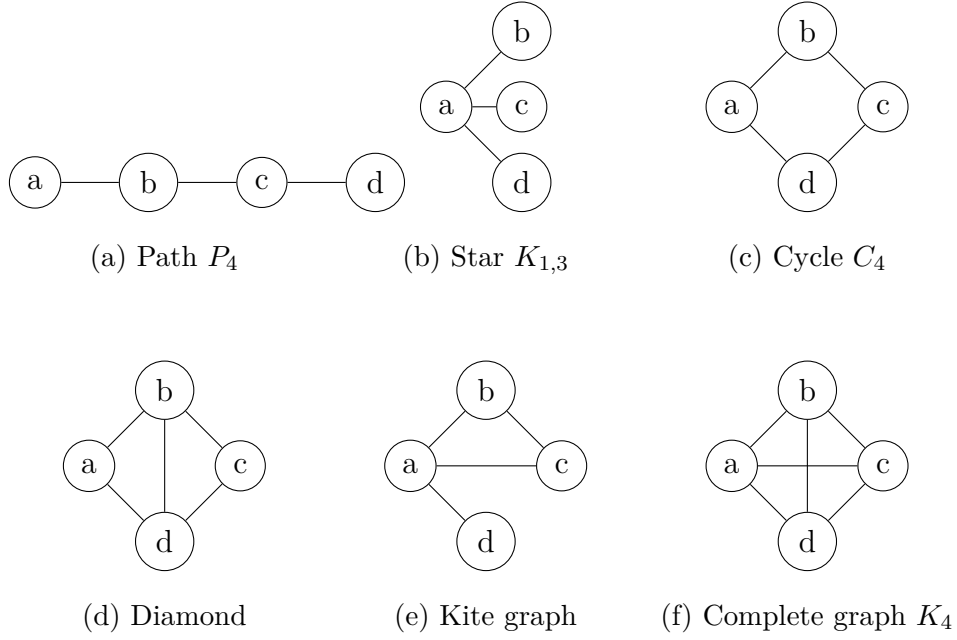 b
a
c
d
a
b
c
d
b
a
c
d
(a) Path P₄
(b) Star K₁,₃
(c) Cycle C₄
b
a
c
d
b
a
c
d
b
a
c
d
(d) Diamond
(e) Kite graph
(f) Complete graph K₄